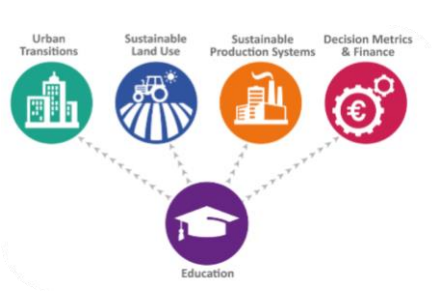 Urban
Transitions
Sustainable
Land Use
Sustainable
Production Systems
Decision Metrics
& Finance
€
Education